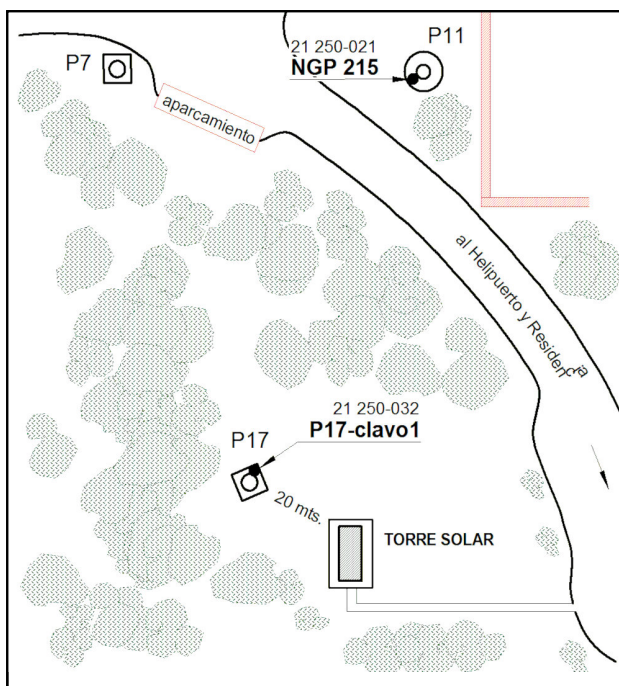 P11
21 250-021
NGP 215
P7
aparcamiento
al Helipuerto y Residencia
21 250-032
P17-clavo1
P17
20 mts.
TORRE SOLAR